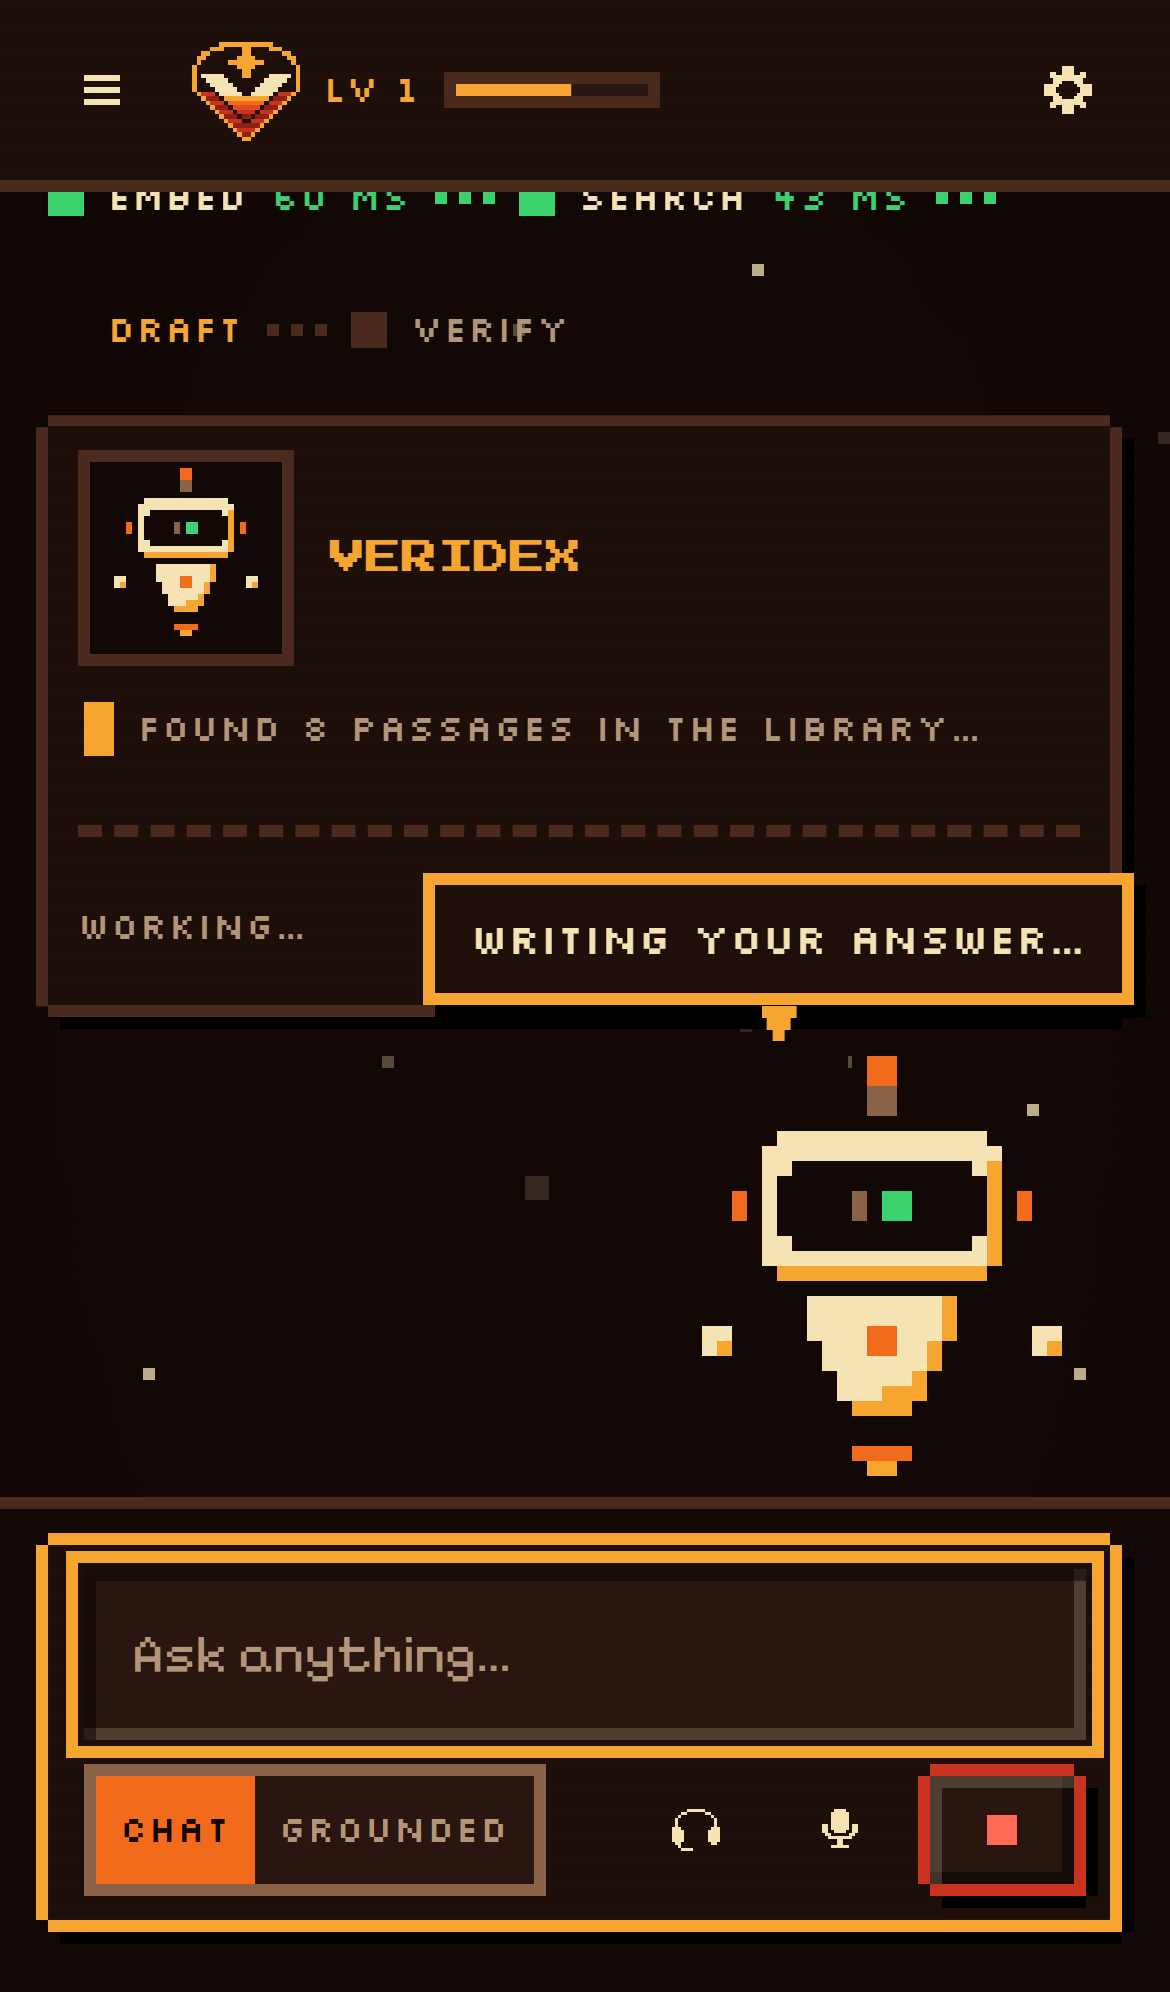 LV 1
EMBED 60 MS SEARCH 43 MS
DRAFT VERIFY
VERIDEX
FOUND 8 PASSAGES IN THE LIBRARY…
WORKING…
WRITING YOUR ANSWER…
Ask anything…
CHAT GROUNDED